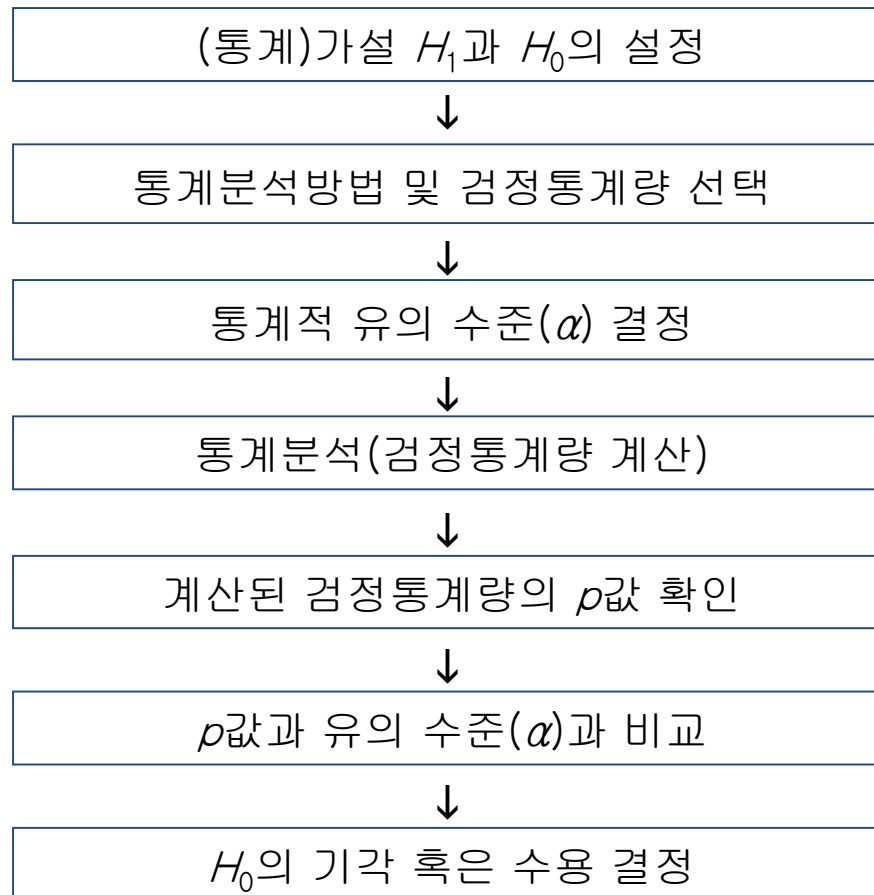 (통계)가설 H₁과 H₀의 설정
↓
통계분석방법 및 검정통계량 선택
↓
통계적 유의 수준(α) 결정
↓
통계분석(검정통계량 계산)
↓
계산된 검정통계량의 p값 확인
↓
p값과 유의 수준(α)과 비교
↓
H₀의 기각 혹은 수용 결정